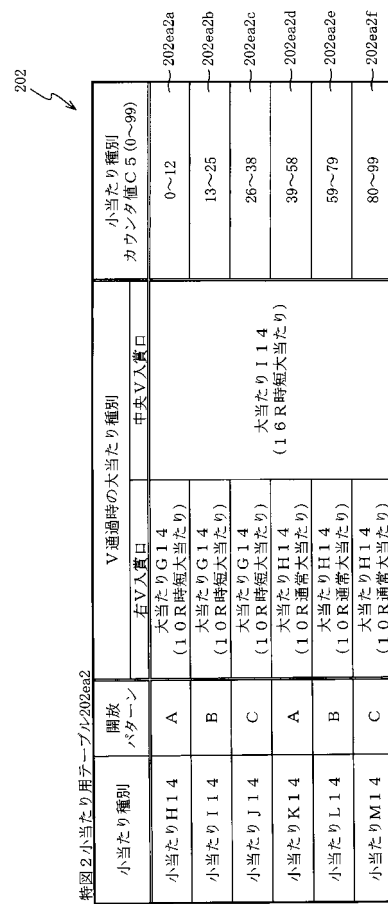 202
特図2小当たり用テーブル202ea2
小当たり種別
開放
パターン
V通過時の大当たり種別
右V入賞口
中央V入賞口
小当たり種別
カウンタ値C5(0~99)
小当たりH14
A
大当たりG14
(10R時短大当たり)
大当たりI14
(16R時短大当たり)
0~12
202ea2a
小当たりI14
B
大当たりG14
(10R時短大当たり)
13~25
202ea2b
小当たりJ14
C
大当たりG14
(10R時短大当たり)
26~38
202ea2c
小当たりK14
A
大当たりH14
(10R通常大当たり)
39~58
202ea2d
小当たりL14
B
大当たりH14
(10R通常大当たり)
59~79
202ea2e
小当たりM14
C
大当たりH14
(10R通常大当たり)
80~99
202ea2f